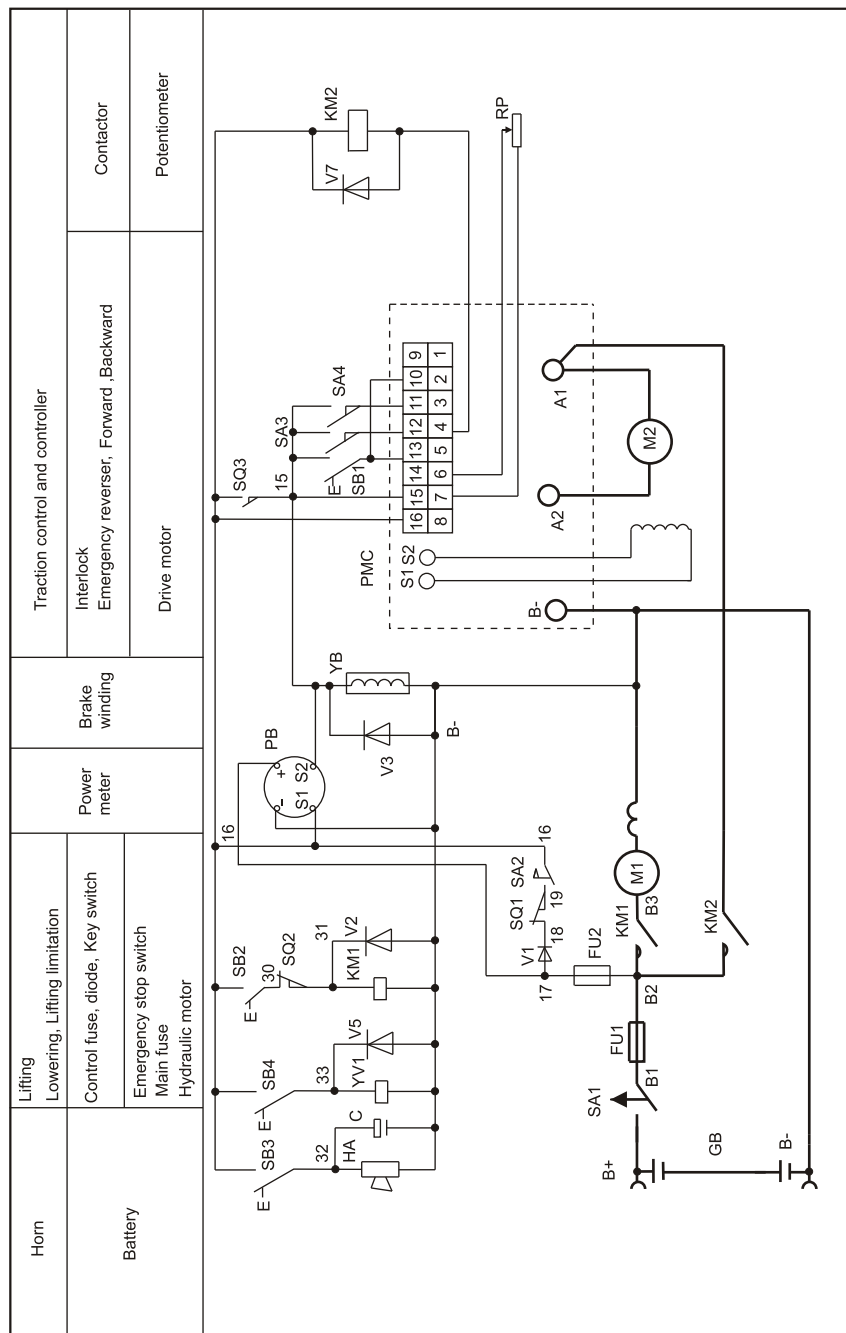 Horn
Battery
Lifting
Lowering, Lifting limitation
Control fuse, diode, Key switch
Emergency stop switch
Main fuse
Hydraulic motor
Power
meter
Brake
winding
Traction control and controller
Interlock
Emergency reverser, Forward ,Backward
Drive motor
Contactor
Potentiometer
SB3
E
32
HA
C
SB4
E
33
YV1
V5
SB2
E
30
SQ2
31
KM1
V2
16
PB
-
+
S1
S2
V3
YB
B-
SQ3
15
E
SB1
SA3
SA4
V7
KM2
RP
16
15
14
13
12
11
10
9
8
7
6
5
4
3
2
1
PMC
S1
S2
B-
A2
A1
M2
17
V1
18
SQ1
19
SA2
16
FU2
B+
GB
B-
SA1
B1
FU1
B2
KM1
B3
M1
KM2